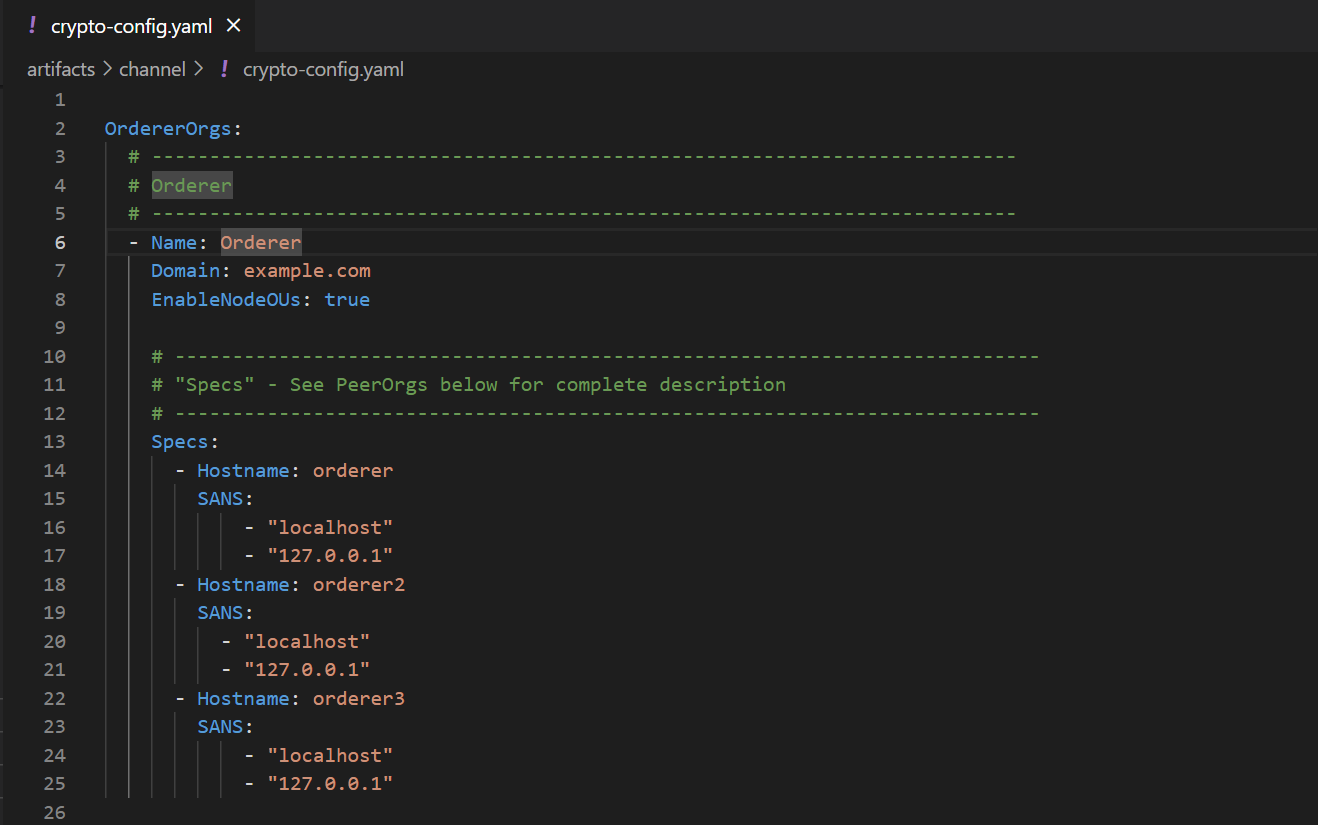 ! crypto-config.yaml ×
artifacts > channel > ! crypto-config.yaml
1
2 OrdererOrgs:
3 # ---------------------------------------------------------------------------
4 # Orderer
5 # ---------------------------------------------------------------------------
6 - Name: Orderer
7 Domain: example.com
8 EnableNodeOUs: true
9
10 # ---------------------------------------------------------------------------
11 # "Specs" - See PeerOrgs below for complete description
12 # ---------------------------------------------------------------------------
13 Specs:
14 - Hostname: orderer
15 SANS:
16 - "localhost"
17 - "127.0.0.1"
18 - Hostname: orderer2
19 SANS:
20 - "localhost"
21 - "127.0.0.1"
22 - Hostname: orderer3
23 SANS:
24 - "localhost"
25 - "127.0.0.1"
26